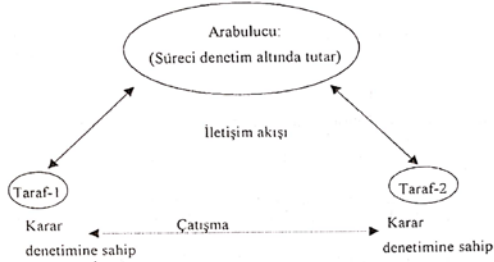 Arabulucu:
(Süreci denetim altında tutar)
İletişim akışı
Taraf-1
Taraf-2
Karar
denetimine sahip
Çatışma
Karar
denetimine sahip